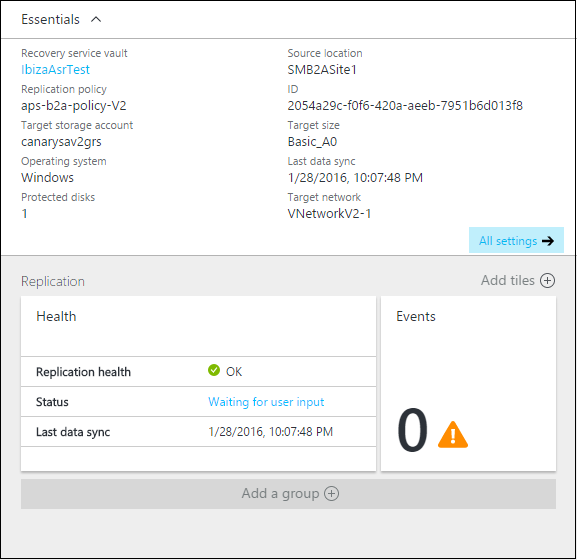 Essentials
Recovery service vault
IbizaAsrTest
Replication policy
aps-b2a-policy-V2
Target storage account
canarysav2grs
Operating system
Windows
Protected disks
1
Source location
SMB2ASite1
ID
2054a29c-f0f6-420a-aeeb-7951b6d013f8
Target size
Basic_A0
Last data sync
1/28/2016, 10:07:48 PM
Target network
VNetworkV2-1
All settings
Replication
Add tiles
Health
Replication health OK
Status Waiting for user input
Last data sync 1/28/2016, 10:07:48 PM
Events
0
Add a group